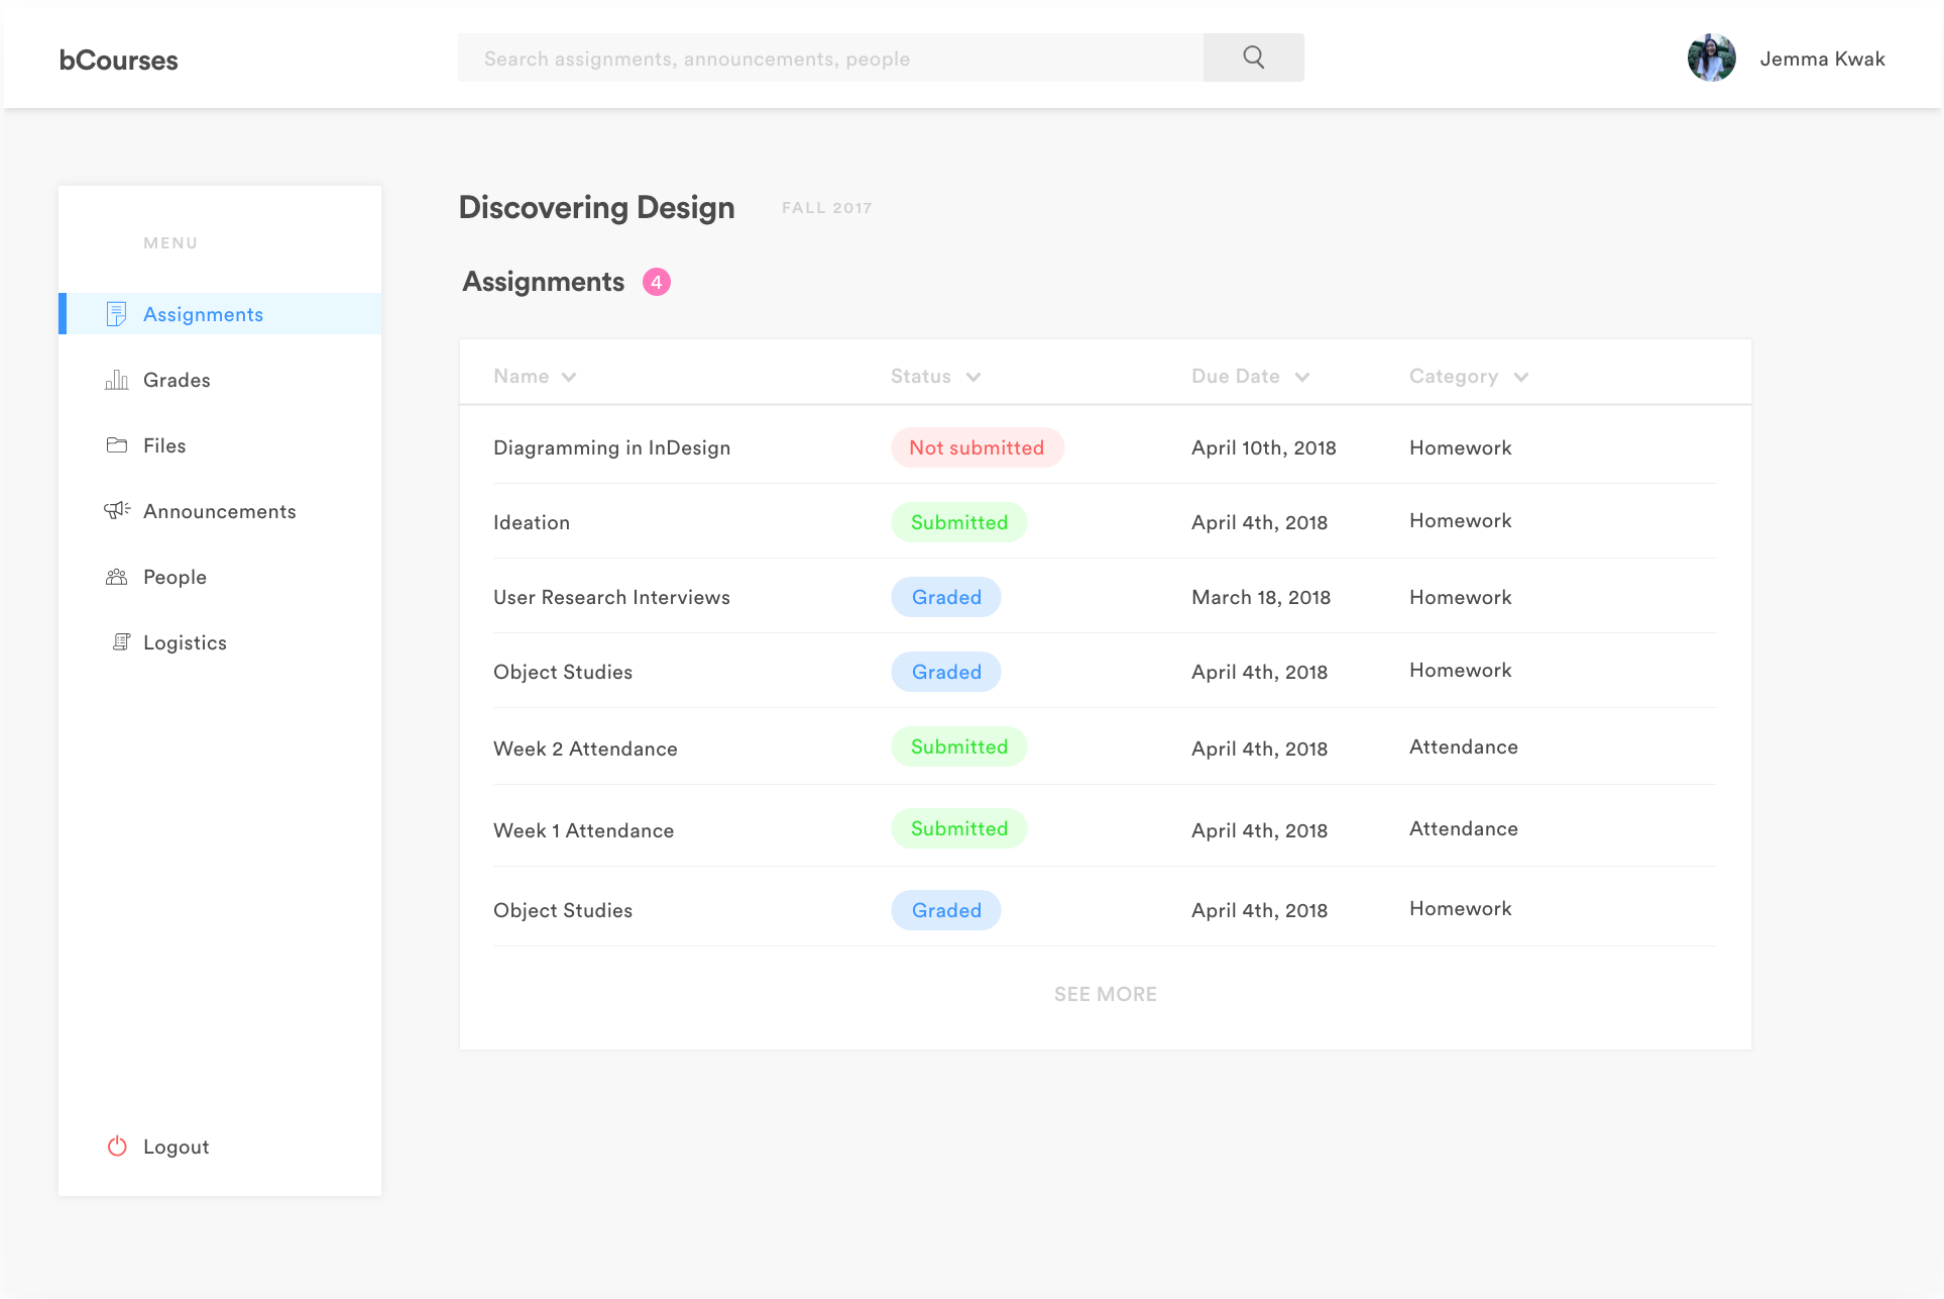 bCourses
Search assignments, announcements, people
Jemma Kwak
MENU
Assignments
Grades
Files
Announcements
People
Logistics
Logout
Discovering Design FALL 2017
Assignments 4
Name Status Due Date Category
Diagramming in InDesign Not submitted April 10th, 2018 Homework
Ideation Submitted April 4th, 2018 Homework
User Research Interviews Graded March 18, 2018 Homework
Object Studies Graded April 4th, 2018 Homework
Week 2 Attendance Submitted April 4th, 2018 Attendance
Week 1 Attendance Submitted April 4th, 2018 Attendance
Object Studies Graded April 4th, 2018 Homework
SEE MORE